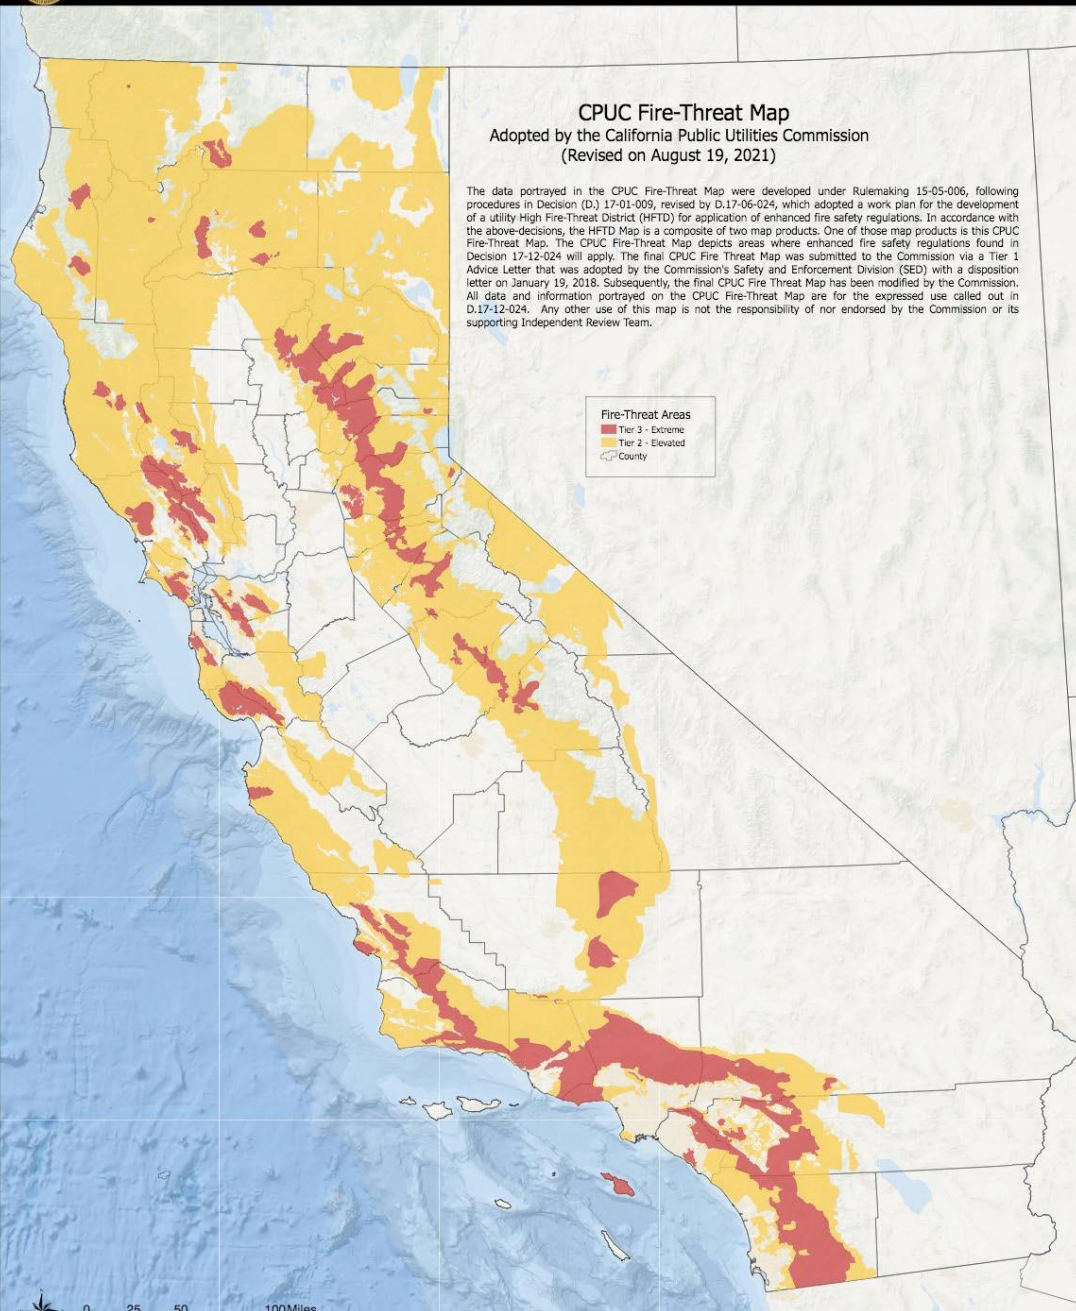 CPUC Fire-Threat Map
Adopted by the California Public Utilities Commission
(Revised on August 19, 2021)
The data portrayed in the CPUC Fire-Threat Map were developed under Rulemaking 15-05-006, following
procedures in Decision (D.) 17-01-009, revised by D.17-06-024, which adopted a work plan for the development
of a utility High Fire-Threat District (HFTD) for application of enhanced fire safety regulations. In accordance with
the above-decisions, the HFTD Map is a composite of two map products. One of those map products is this CPUC
Fire-Threat Map. The CPUC Fire-Threat Map depicts areas where enhanced fire safety regulations found in
Decision 17-12-024 will apply. The final CPUC Fire Threat Map was submitted to the Commission via a Tier 1
Advice Letter that was adopted by the Commission's Safety and Enforcement Division (SED) with a disposition
letter on January 19, 2018. Subsequently, the final CPUC Fire Threat Map has been modified by the Commission.
All data and information portrayed on the CPUC Fire-Threat Map are for the expressed use called out in
D.17-12-024. Any other use of this map is not the responsibility of nor endorsed by the Commission or its
supporting Independent Review Team.
Fire-Threat Areas
Tier 3 - Extreme
Tier 2 - Elevated
County
0 25 50 100 Miles